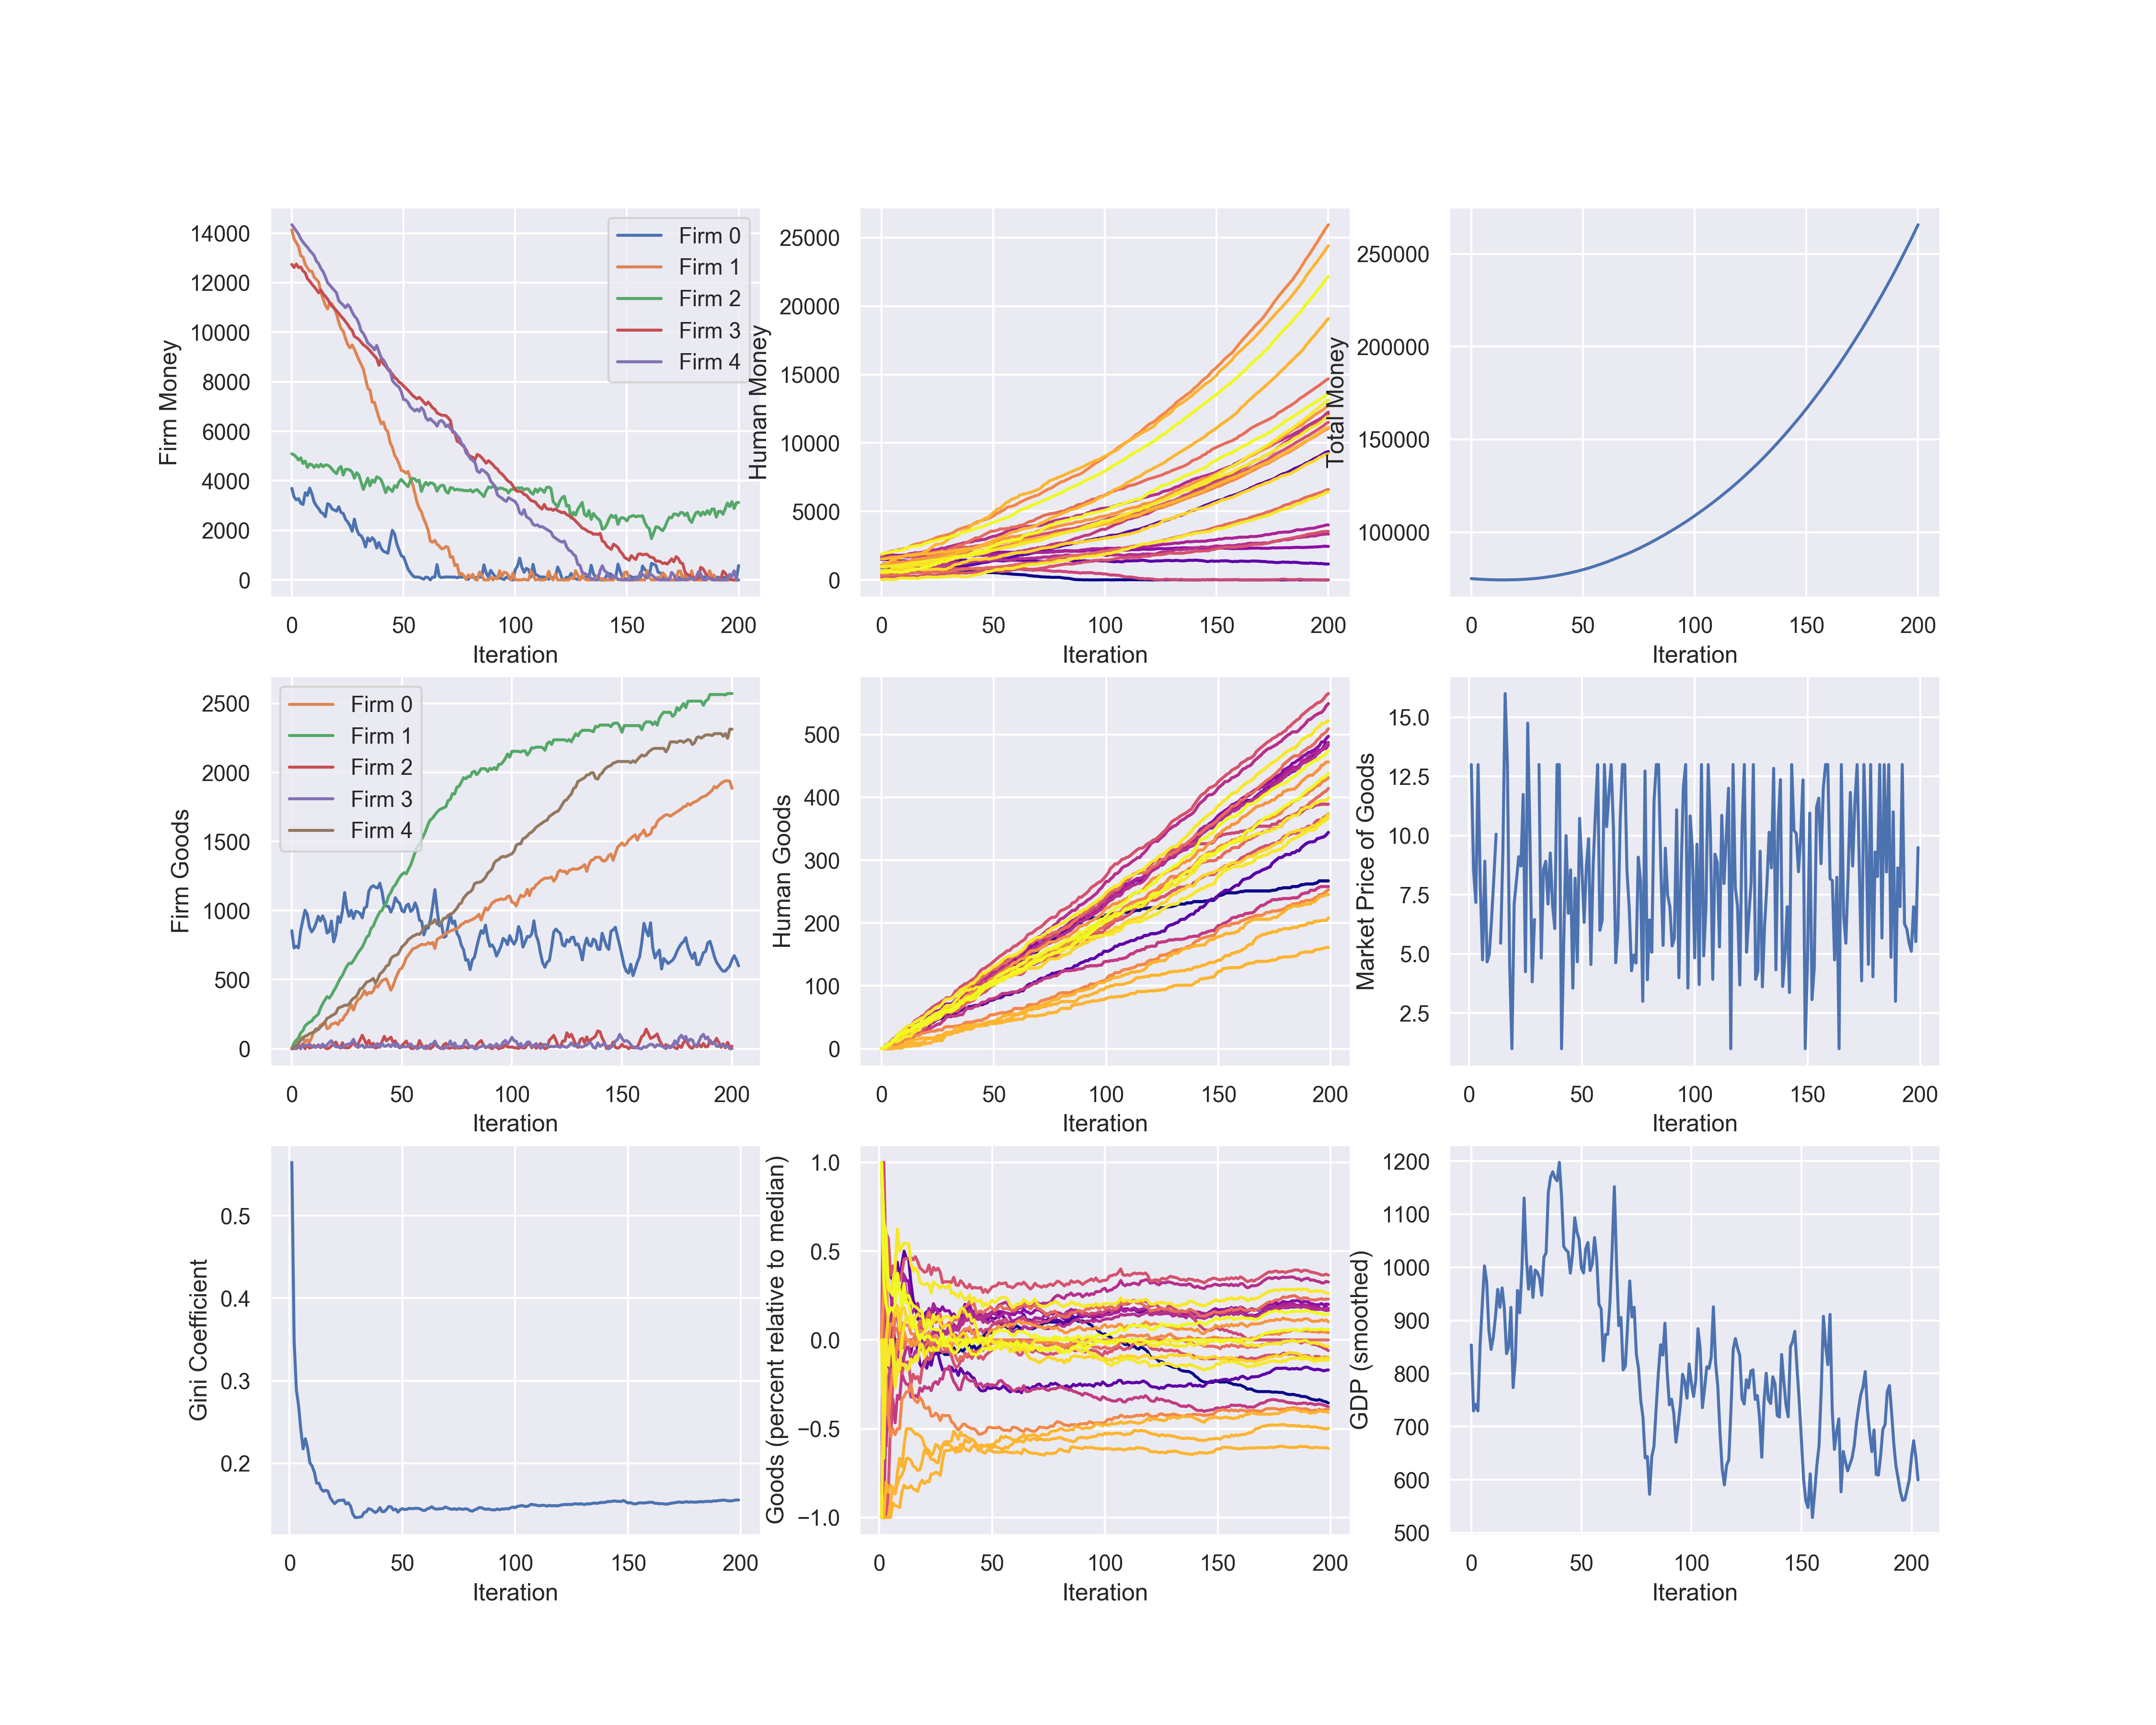 Firm Money
14000
12000
10000
8000
6000
4000
2000
0
Firm 0
Firm 1
Firm 2
Firm 3
Firm 4
0 50 100 150 200
Iteration
Human Money
25000
20000
15000
10000
5000
0
0 50 100 150 200
Iteration
Total Money
250000
200000
150000
100000
0 50 100 150 200
Iteration
Firm Goods
2500
2000
1500
1000
500
0
Firm 0
Firm 1
Firm 2
Firm 3
Firm 4
0 50 100 150 200
Iteration
Human Goods
500
400
300
200
100
0
0 50 100 150 200
Iteration
Market Price of Goods
15.0
12.5
10.0
7.5
5.0
2.5
0 50 100 150 200
Iteration
Gini Coefficient
0.5
0.4
0.3
0.2
0 50 100 150 200
Iteration
Goods (percent relative to median)
1.0
0.5
0.0
−0.5
−1.0
0 50 100 150 200
Iteration
GDP (smoothed)
1200
1100
1000
900
800
700
600
500
0 50 100 150 200
Iteration